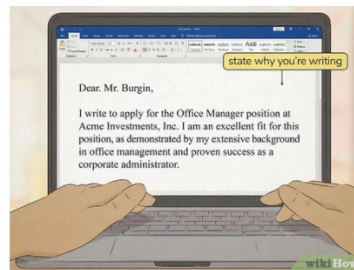 state why you're writing
Dear. Mr. Burgin,
I write to apply for the Office Manager position at
Acme Investments, Inc. I am an excellent fit for this
position, as demonstrated by my extensive background
in office management and proven success as a
corporate administrator.
wikiHow